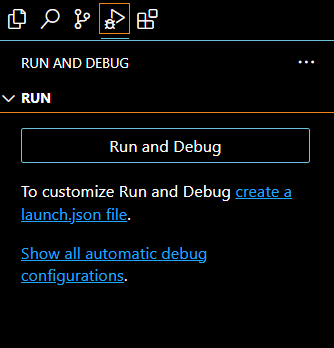 RUN AND DEBUG
RUN
Run and Debug
To customize Run and Debug create a
launch.json file.
Show all automatic debug
configurations.